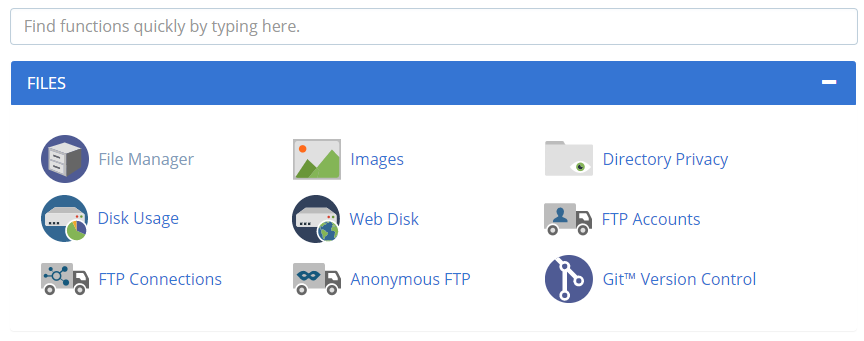 Find functions quickly by typing here.
FILES
File Manager
Images
Directory Privacy
Disk Usage
Web Disk
FTP Accounts
FTP Connections
Anonymous FTP
Git™ Version Control